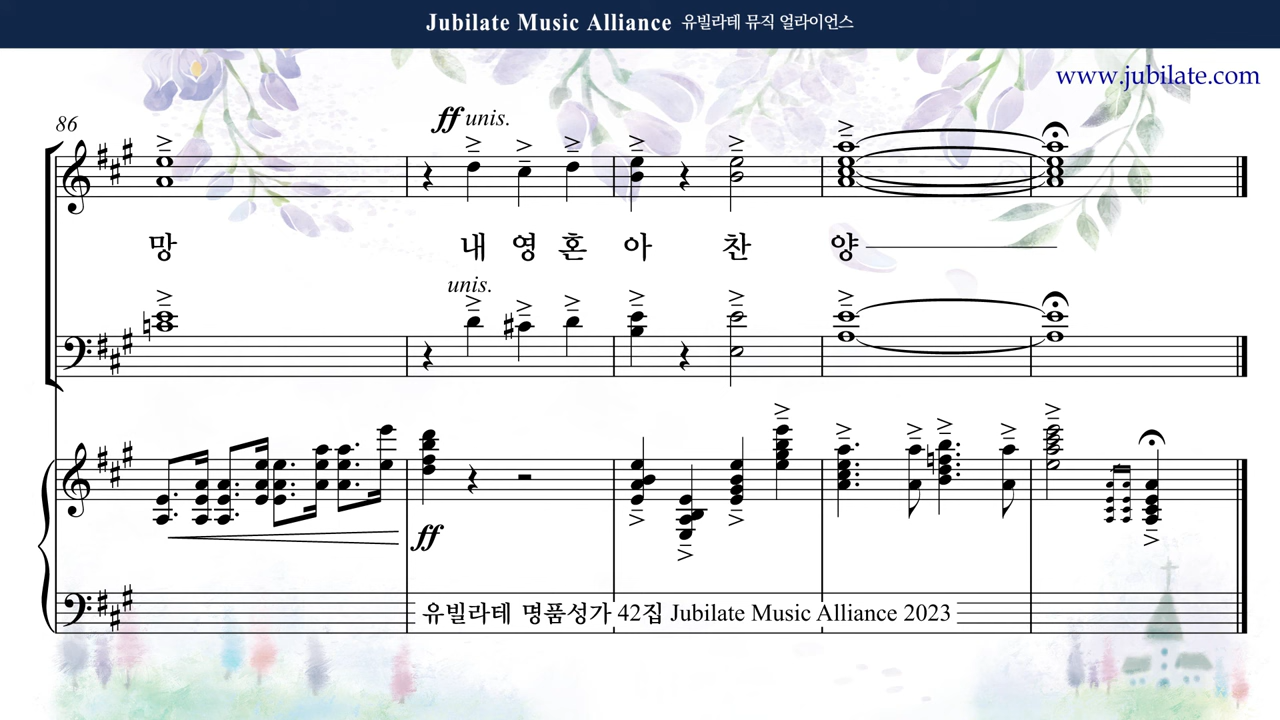 Jubilate Music Alliance 유빌라테 뮤직 얼라이언스
www.jubilate.com
86
ff unis.
망 내 영 혼 아 찬 양
unis.
ff
유빌라테 명품성가 42집 Jubilate Music Alliance 2023